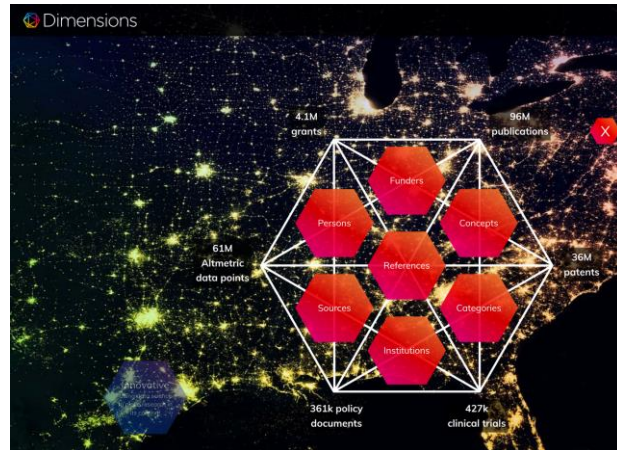 Dimensions
4.1M
grants
96M
publications
X
Funders
Persons
Concepts
61M
Altmetric
data points
References
36M
patents
Sources
Categories
Institutions
Innovative
361k policy
documents
427k
clinical trials